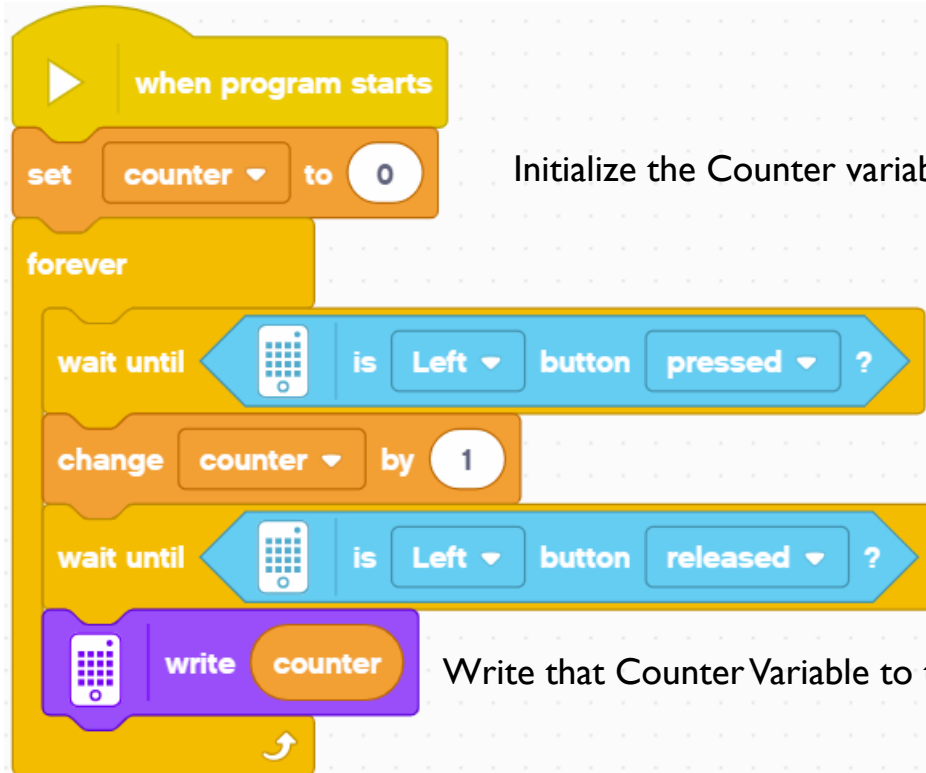 when program starts
set counter to 0
Initialize the Counter
forever
wait until is Left button pressed ?
change counter by 1
wait until is Left button released ?
write counter
Write that Counter Variable to